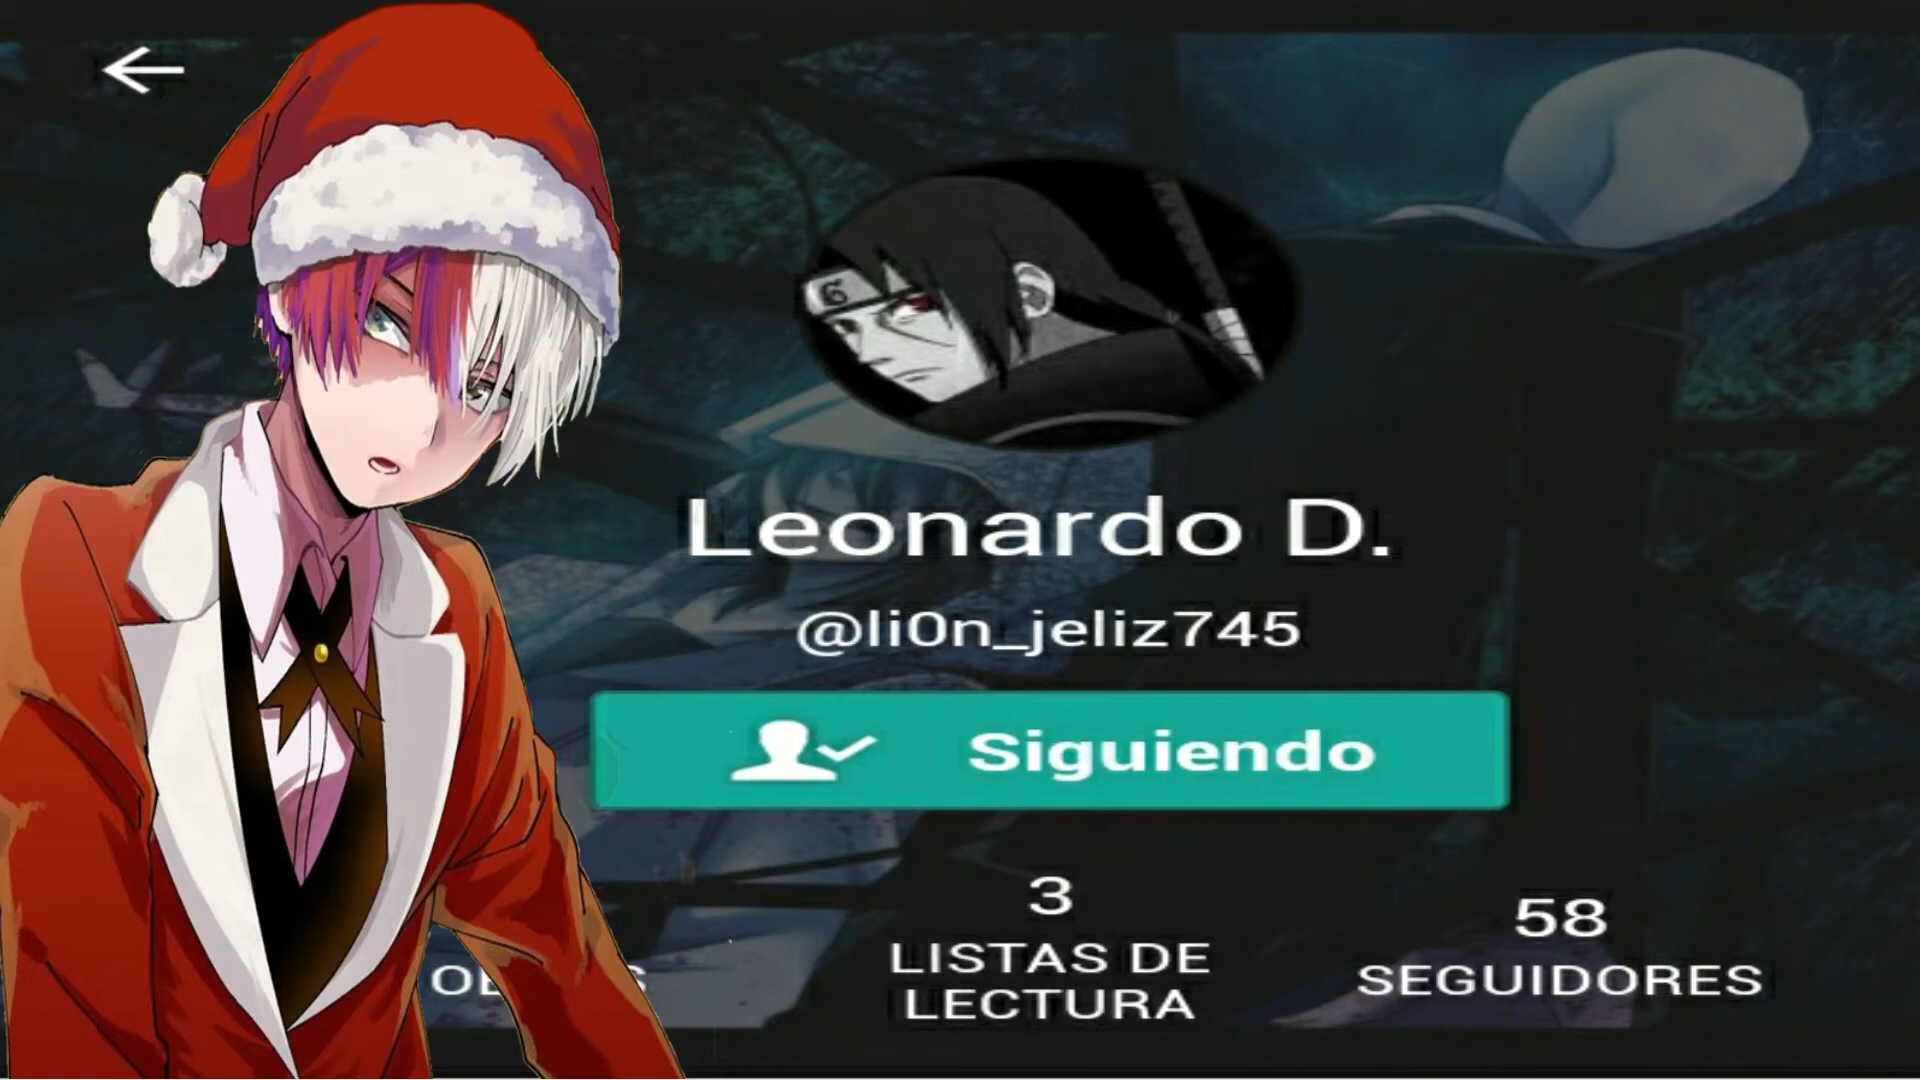 Leonardo D.
@li0n_jeliz745
Siguiendo
3
LISTAS DE
LECTURA
58
SEGUIDORES